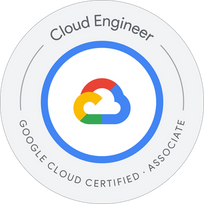 Cloud Engineer
GOOGLE CLOUD CERTIFIED · ASSOCIATE